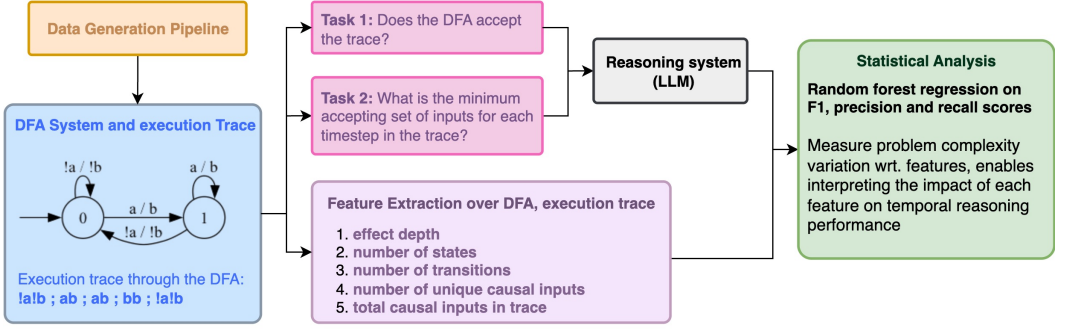 Data Generation Pipeline
DFA System and execution Trace
!a / !b
a / b
0
a / b
1
!a / !b
Execution trace through the DFA:
!a!b ; ab ; ab ; bb ; !a!b
Task 1: Does the DFA accept
the trace?
Task 2: What is the minimum
accepting set of inputs for each
timestep in the trace?
Feature Extraction over DFA, execution trace
1. effect depth
2. number of states
3. number of transitions
4. number of unique causal inputs
5. total causal inputs in trace
Reasoning system
(LLM)
Statistical Analysis
Random forest regression on
F1, precision and recall scores
Measure problem complexity
variation wrt. features, enables
interpreting the impact of each
feature on temporal reasoning
performance